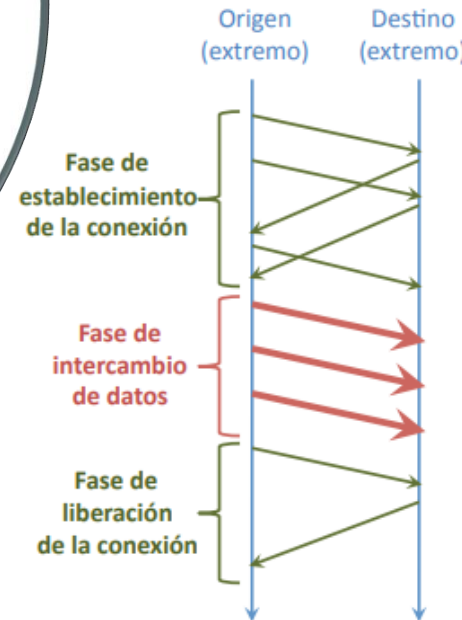 Origen
(extremo)
Destino
(extremo)
Fase de
establecimiento
de la conexión
Fase de
intercambio
de datos
Fase de
liberación
de la conexión